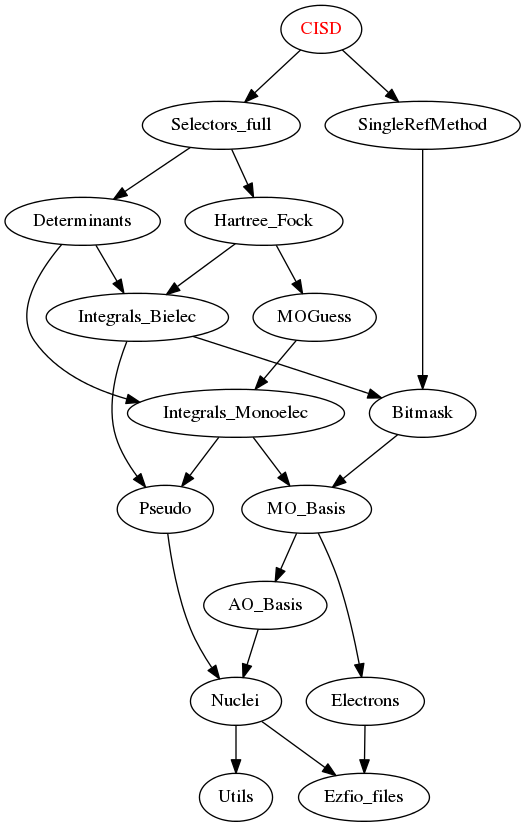 CISD
Selectors_full
SingleRefMethod
Determinants
Hartree_Fock
Integrals_Bielec
MOGuess
Integrals_Monoelec
Bitmask
Pseudo
MO_Basis
AO_Basis
Nuclei
Electrons
Utils
Ezfio_files